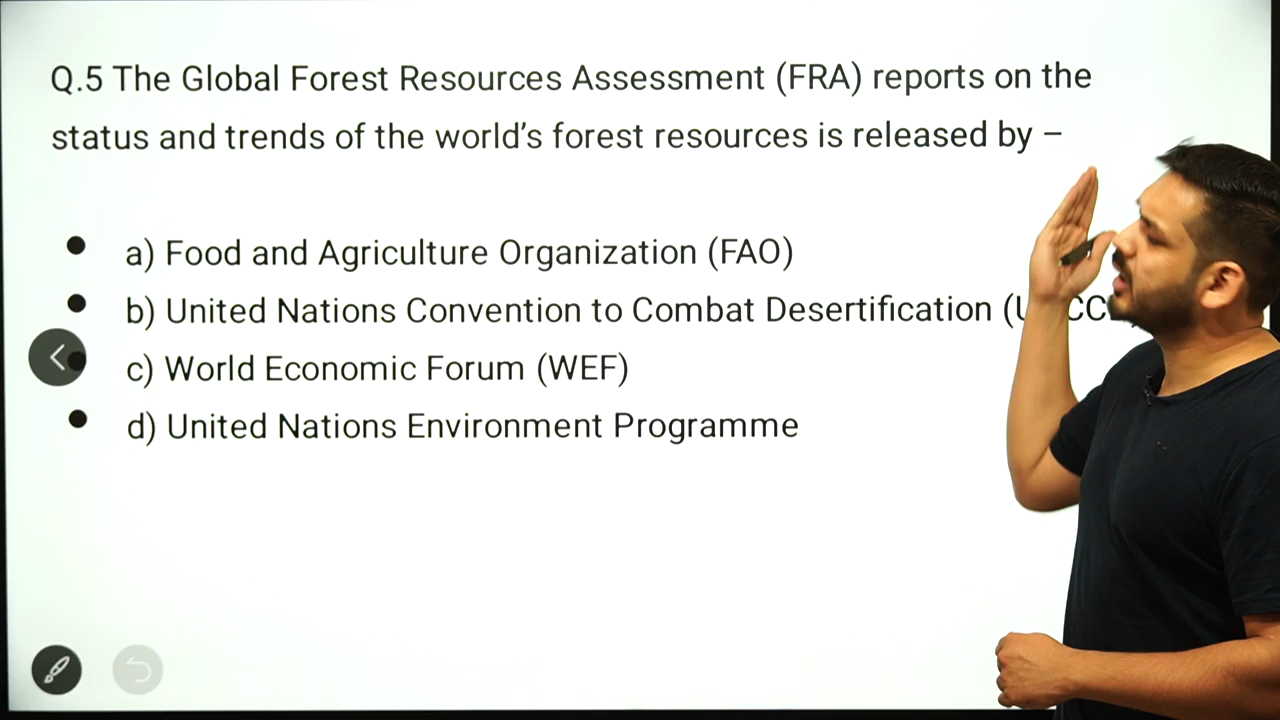 Q.5 The Global Forest Resources Assessment (FRA) reports on the
status and trends of the world's forest resources is released by –
a) Food and Agriculture Organization (FAO)
b) United Nations Convention to Combat Desertification
c) World Economic Forum (WEF)
d) United Nations Environment Programme